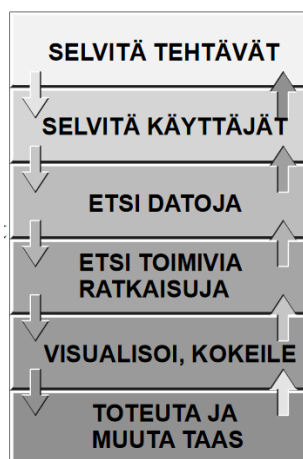 SELVITÄ TEHTÄVÄT
SELVITÄ KÄYTTÄJÄT
ETSI DATOJA
ETSI TOIMIVIA
RATKAISUJA
VISUALISOI, KOKEILE
TOTEUTA JA
MUUTA TAAS